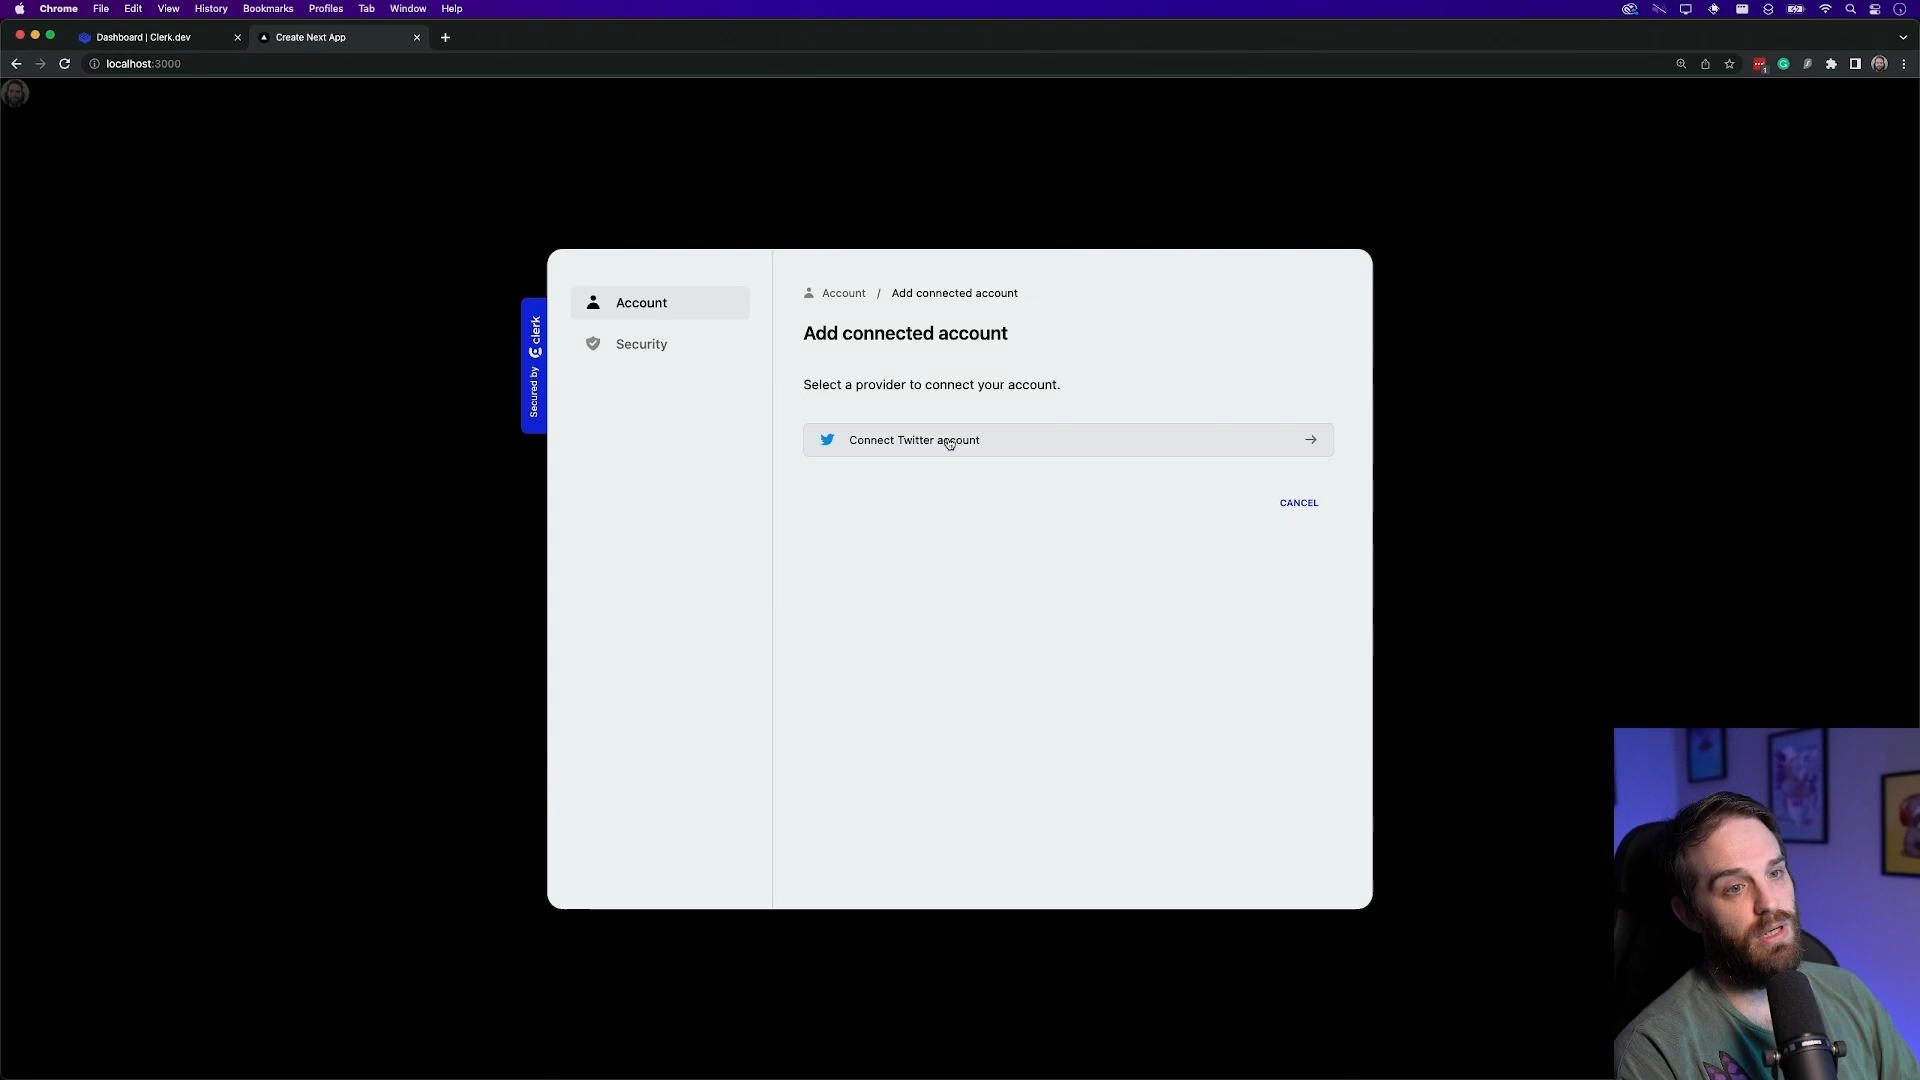 Chrome File Edit View History Bookmarks Profiles Tab Window Help
Dashboard | Clerk.dev
Create Next App
localhost:3000
Account
Security
Secured by clerk
Account / Add connected account
Add connected account
Select a provider to connect your account.
Connect Twitter account
CANCEL